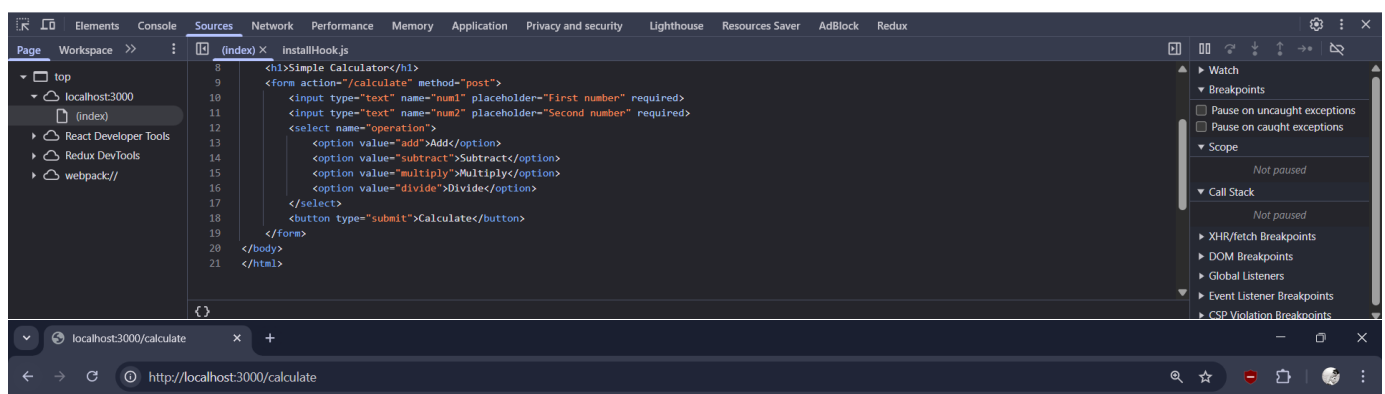 Elements Console Sources Network Performance Memory Application Privacy and security Lighthouse Resources Saver AdBlock Redux
Page Workspace
(index) × installHook.js
top
localhost:3000
(index)
React Developer Tools
Redux DevTools
webpack://
8 <h1>Simple Calculator</h1>
9 <form action="/calculate" method="post">
10 <input type="text" name="num1" placeholder="First number" required>
11 <input type="text" name="num2" placeholder="Second number" required>
12 <select name="operation">
13 <option value="add">Add</option>
14 <option value="subtract">Subtract</option>
15 <option value="multiply">Multiply</option>
16 <option value="divide">Divide</option>
17 </select>
18 <button type="submit">Calculate</button>
19 </form>
20 </body>
21 </html>
{}
Watch
Breakpoints
Pause on uncaught exceptions
Pause on caught exceptions
Scope
Not paused
Call Stack
Not paused
XHR/fetch Breakpoints
DOM Breakpoints
Global Listeners
Event Listener Breakpoints
CSP Violation Breakpoints
localhost:3000/calculate
http://localhost:3000/calculate